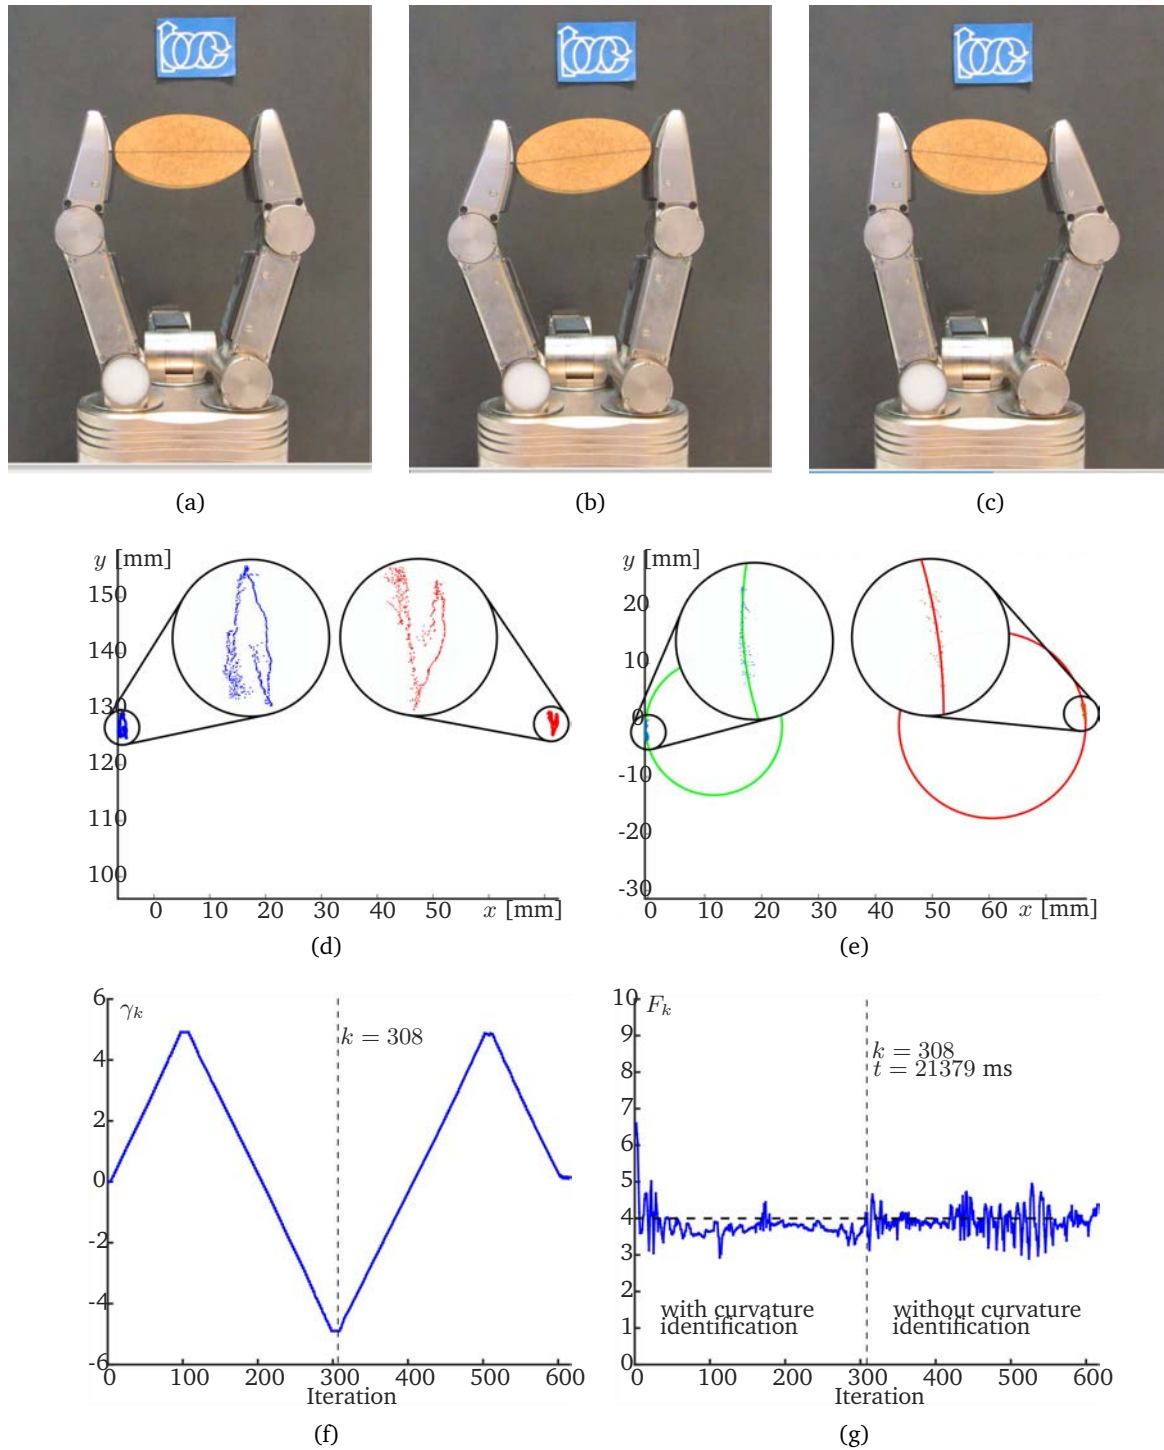 (a)
(b)
(c)
y [mm]
150
140
130
120
110
100
0 10 20 30 40 50 x [mm]
(d)
y [mm]
20
10
0
-10
-20
-30
0 10 20 30 40 50 60 x [mm]
(e)
6
4
2
0
-2
-4
-6
γk
k = 308
0 100 200 300 400 500 600
Iteration
(f)
10
9
8
7
6
5
4
3
2
1
0
Fk
k = 308
t = 21379 ms
with curvature
identification
without curvature
identification
0 100 200 300 400 500 600
Iteration
(g)